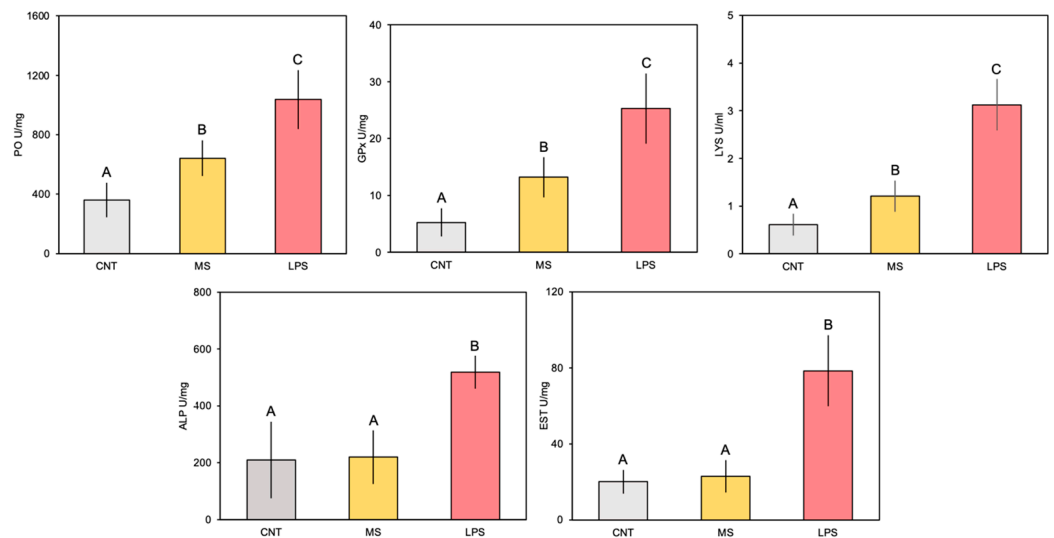 PO U/mg
1600
1200
800
400
0
A
B
C
CNT MS LPS
GPx U/mg
40
30
20
10
0
A
B
C
CNT MS LPS
LYS U/ml
5
4
3
2
1
0
A
B
C
CNT MS LPS
ALP U/mg
800
600
400
200
0
A
A
B
CNT MS LPS
EST U/mg
120
80
40
0
A
A
B
CNT MS LPS